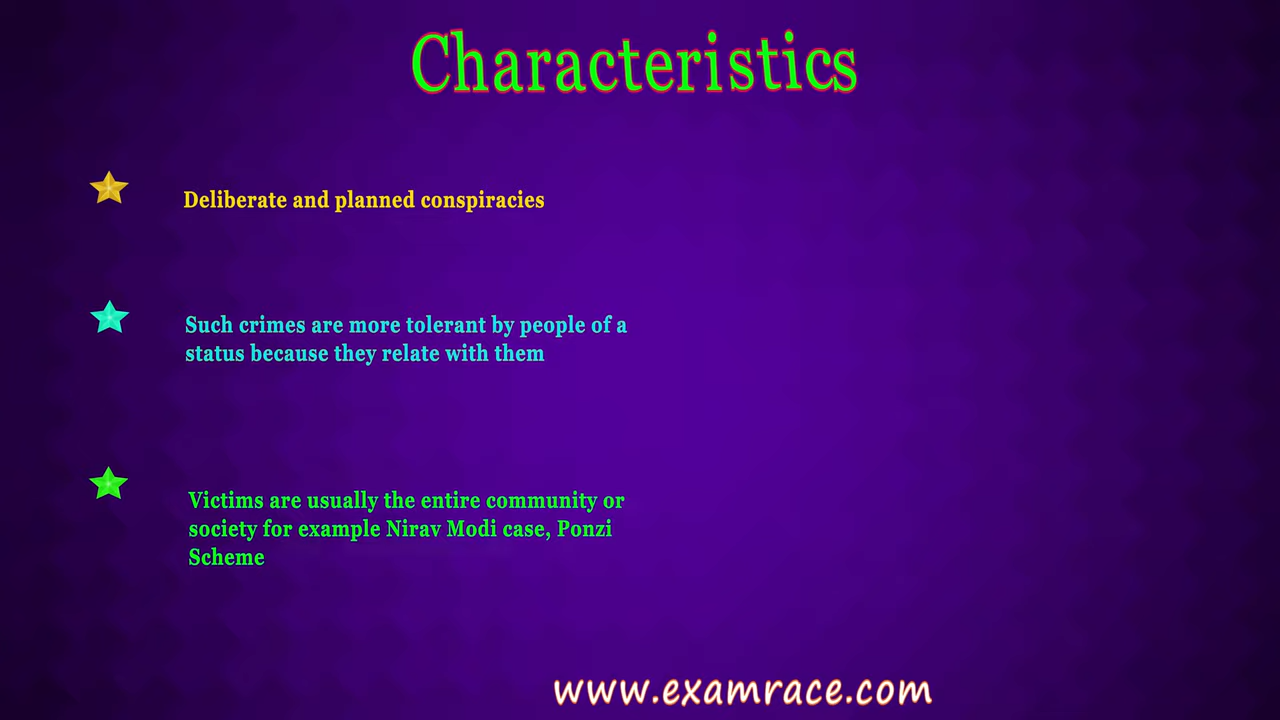 Characteristics
Deliberate and planned conspiracies
Such crimes are more tolerant by people of a
status because they relate with them
Victims are usually the entire community or
society for example Nirav Modi case, Ponzi
Scheme
www.examrace.com